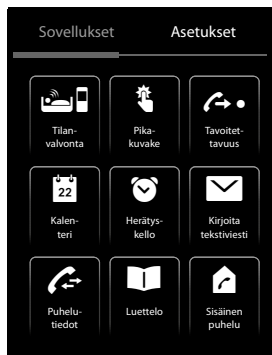 Sovellukset Asetukset
Tilan-
valvonta
Pika-
kuvake
Tavoitet-
tavuus
22
Kalen-
teri
Herätys-
kello
Kirjoita
tekstiviesti
Puhelu-
tiedot
Luettelo
Sisäinen
puhelu